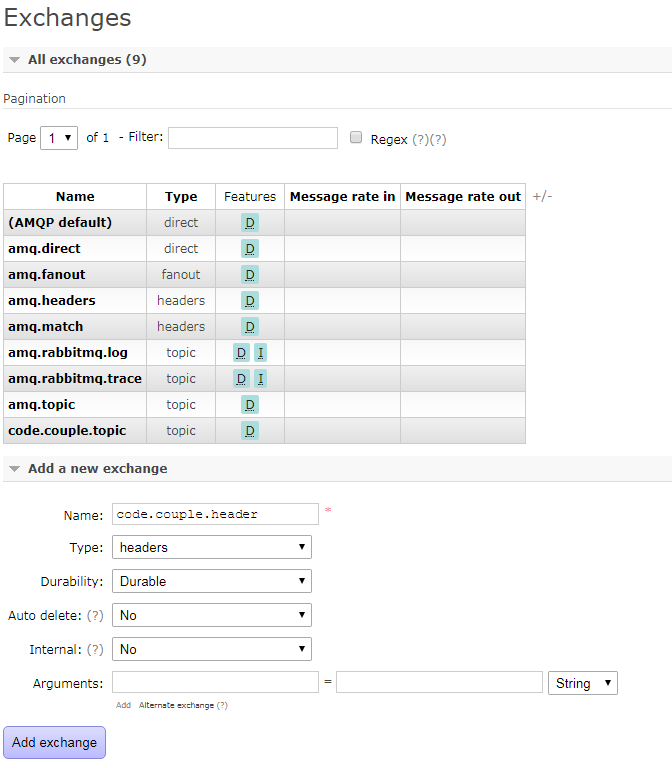 Exchanges
All exchanges (9)
Pagination
Page 1 of 1 - Filter: Regex (?)(?)
Name Type Features Message rate in Message rate out +/-
(AMQP default) direct D
amq.direct direct D
amq.fanout fanout D
amq.headers headers D
amq.match headers D
amq.rabbitmq.log topic D I
amq.rabbitmq.trace topic D I
amq.topic topic D
code.couple.topic topic D
Add a new exchange
Name: code.couple.header *
Type: headers
Durability: Durable
Auto delete: (?) No
Internal: (?) No
Arguments: = String
Add Alternate exchange (?)
Add exchange